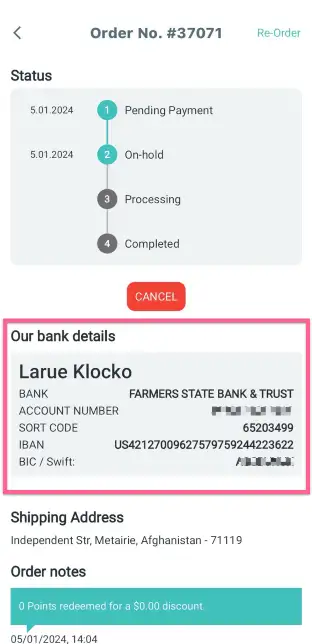 Order No. #37071 Re-Order
Status
5.01.2024 1 Pending Payment
5.01.2024 2 On-hold
3 Processing
4 Completed
CANCEL
Our bank details
Larue Klocko
BANK FARMERS STATE BANK & TRUST
ACCOUNT NUMBER
SORT CODE 65203499
IBAN US42127009627579759244223622
BIC / Swift:
Shipping Address
Independent Str, Metairie, Afghanistan - 71119
Order notes
0 Points redeemed for a $0.00 discount.
05/01/2024, 14:04